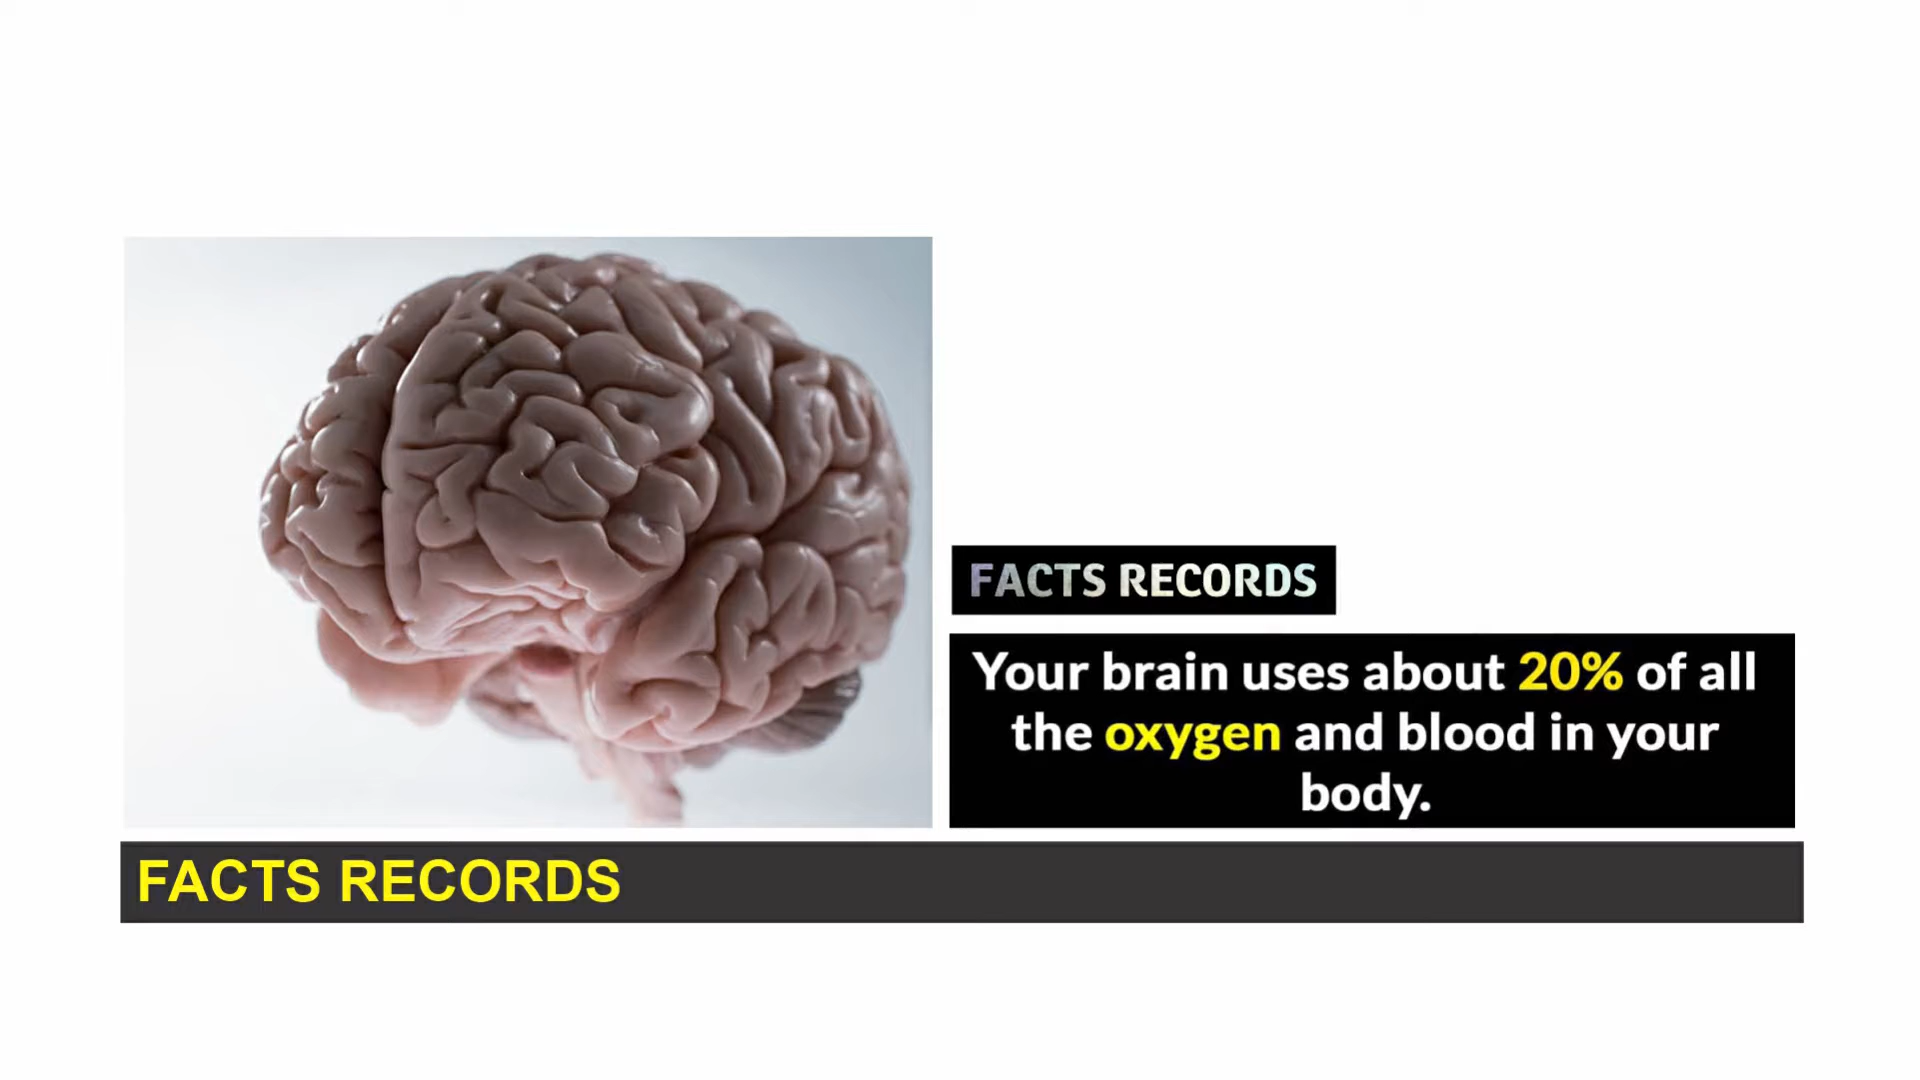 FACTS RECORDS
Your brain uses about 20% of all
the oxygen and blood in your
body.
FACTS RECORDS